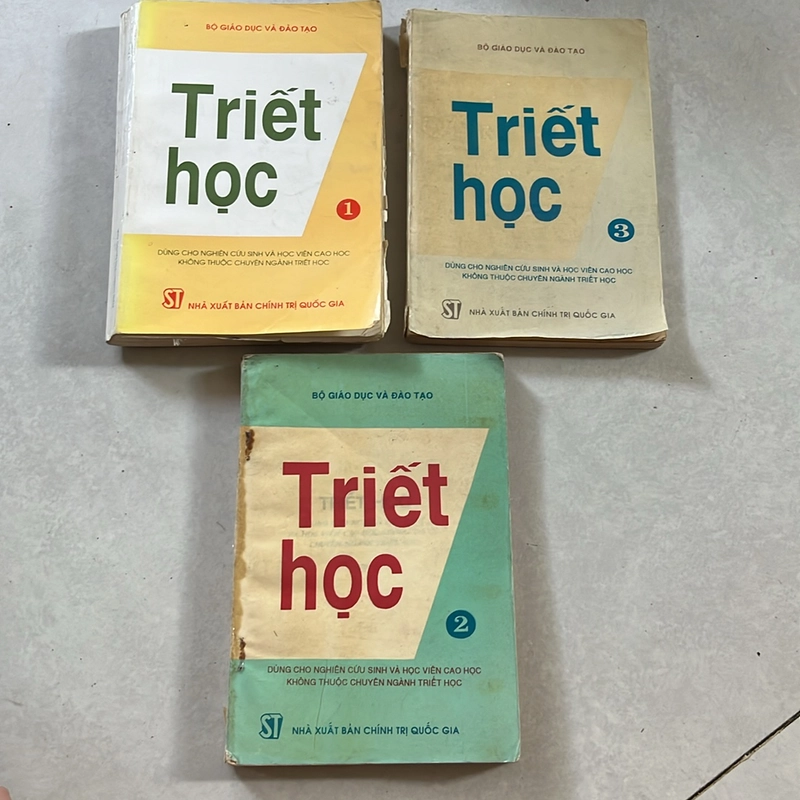 BỘ GIÁO DỤC VÀ ĐÀO TẠO
Triết
học
1
DÙNG CHO NGHIÊN CỨU SINH VÀ HỌC VIÊN CAO HỌC
KHÔNG THUỘC CHUYÊN NGÀNH TRIẾT HỌC
ST NHÀ XUẤT BẢN CHÍNH TRỊ QUỐC GIA
BỘ GIÁO DỤC VÀ ĐÀO TẠO
Triết
học
3
DÙNG CHO NGHIÊN CỨU SINH VÀ HỌC VIÊN CAO HỌC
KHÔNG THUỘC CHUYÊN NGÀNH TRIẾT HỌC
ST NHÀ XUẤT BẢN CHÍNH TRỊ QUỐC GIA
BỘ GIÁO DỤC VÀ ĐÀO TẠO
Triết
học
2
DÙNG CHO NGHIÊN CỨU SINH VÀ HỌC VIÊN CAO HỌC
KHÔNG THUỘC CHUYÊN NGÀNH TRIẾT HỌC
ST NHÀ XUẤT BẢN CHÍNH TRỊ QUỐC GIA